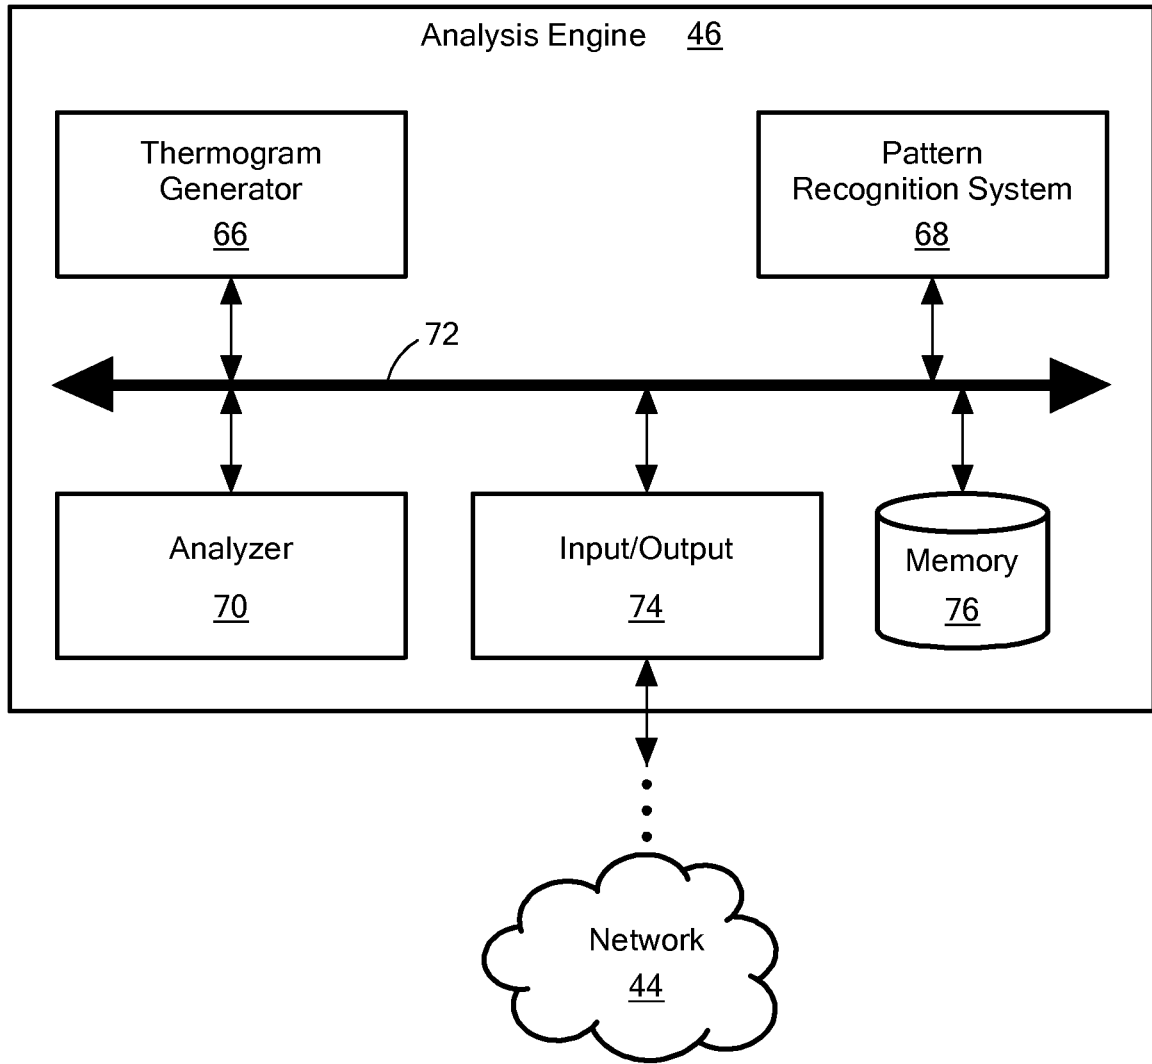 Analysis Engine 46
Thermogram
Generator
66
Pattern
Recognition System
68
72
Analyzer
70
Input/Output
74
Memory
76
Network
44